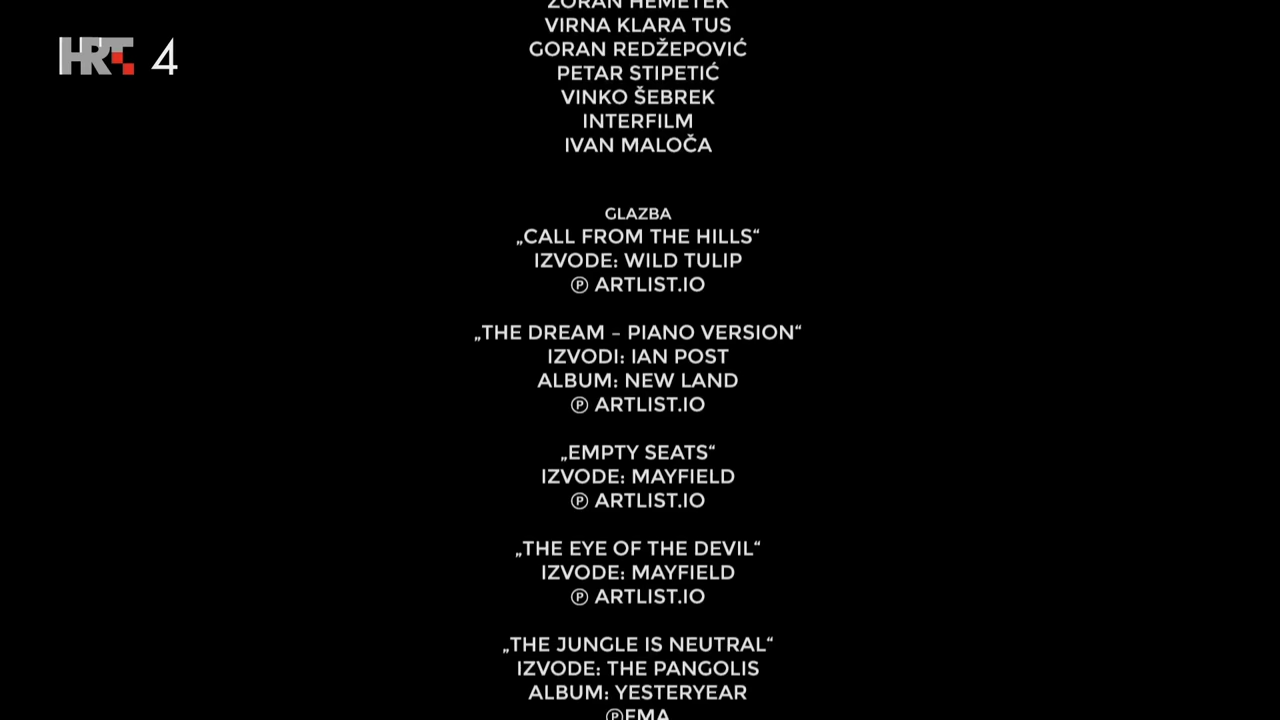 HRT 4
ZORAN HEMETEK
VIRNA KLARA TUS
GORAN REDŽEPOVIĆ
PETAR STIPETIĆ
VINKO ŠEBREK
INTERFILM
IVAN MALOČA
GLAZBA
„CALL FROM THE HILLS“
IZVODE: WILD TULIP
Ⓟ ARTLIST.IO
„THE DREAM – PIANO VERSION“
IZVODI: IAN POST
ALBUM: NEW LAND
Ⓟ ARTLIST.IO
„EMPTY SEATS“
IZVODE: MAYFIELD
Ⓟ ARTLIST.IO
„THE EYE OF THE DEVIL“
IZVODE: MAYFIELD
Ⓟ ARTLIST.IO
„THE JUNGLE IS NEUTRAL“
IZVODE: THE PANGOLIS
ALBUM: YESTERYEAR
ⓅFMA